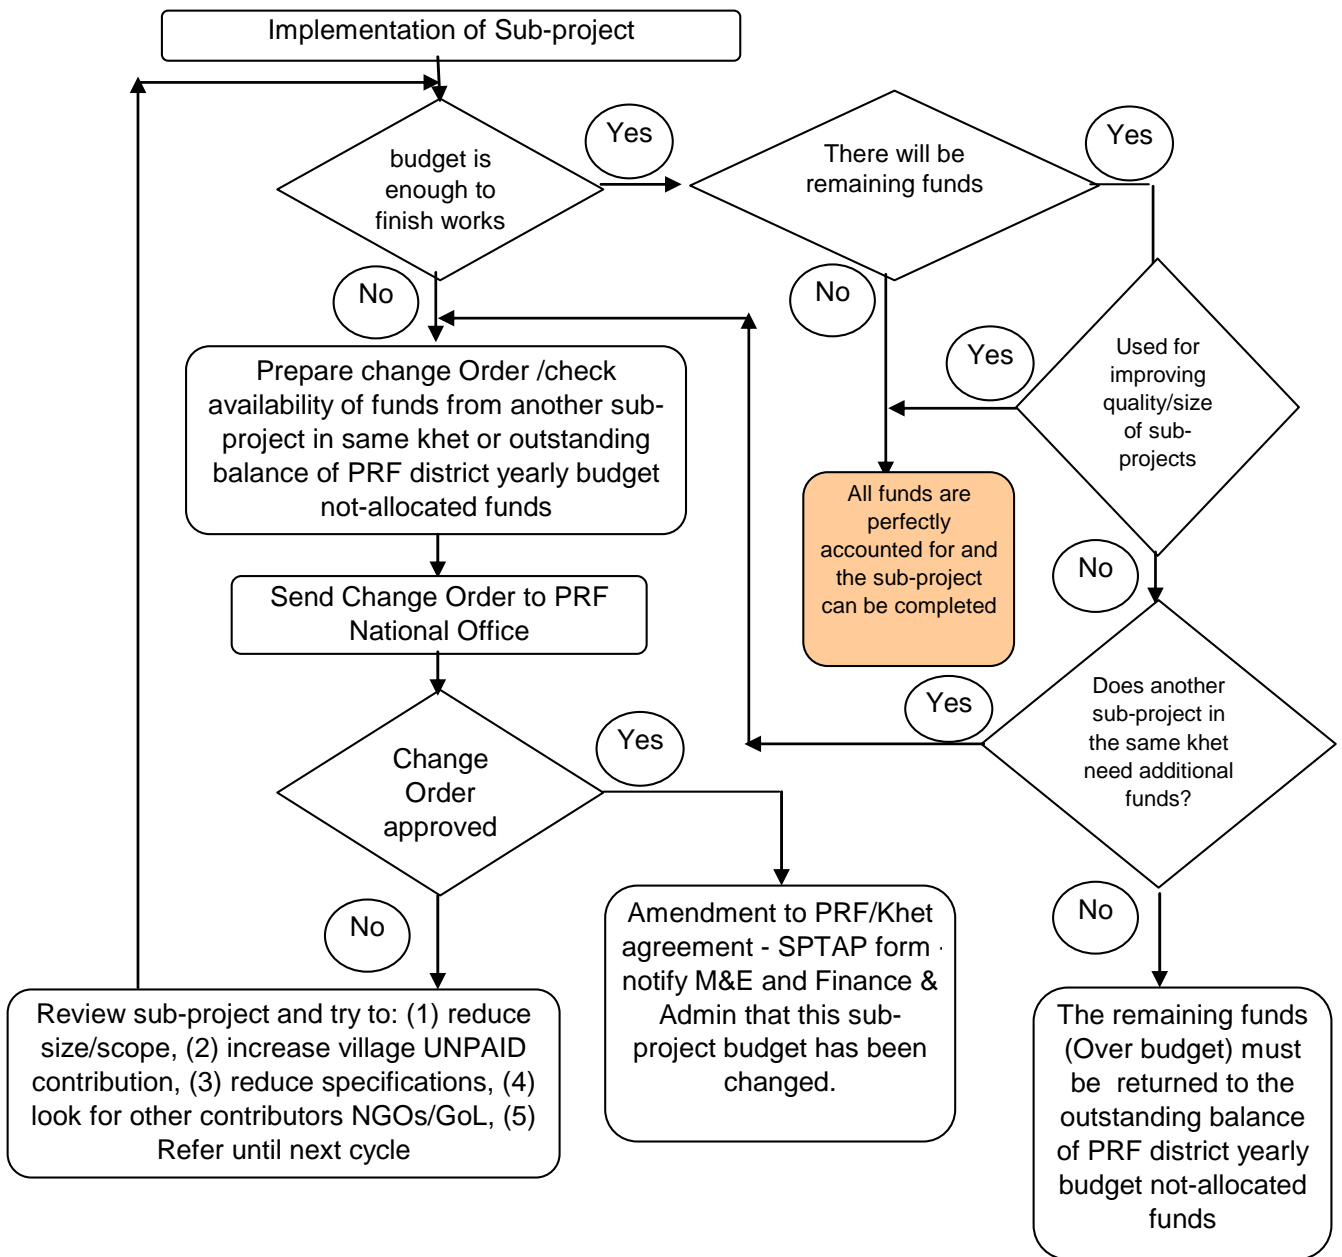 Implementation of Sub-project
budget is
enough to
finish works
Yes
There will be
remaining funds
Yes
No
No
Yes
Used for
improving
quality/size
of sub-
projects
Prepare change Order /check
availability of funds from another sub-
project in same khet or outstanding
balance of PRF district yearly budget
not-allocated funds
All funds are
perfectly
accounted for and
the sub-project
can be completed
No
Send Change Order to PRF
National Office
Yes
Does another
sub-project in
the same khet
need additional
funds?
Change
Order
approved
Yes
No
No
Amendment to PRF/Khet
agreement - SPTAP form -
notify M&E and Finance &
Admin that this sub-
project budget has been
changed.
Review sub-project and try to: (1) reduce
size/scope, (2) increase village UNPAID
contribution, (3) reduce specifications, (4)
look for other contributors NGOs/GoL, (5)
Refer until next cycle
The remaining funds
(Over budget) must
be returned to the
outstanding balance
of PRF district yearly
budget not-allocated
funds